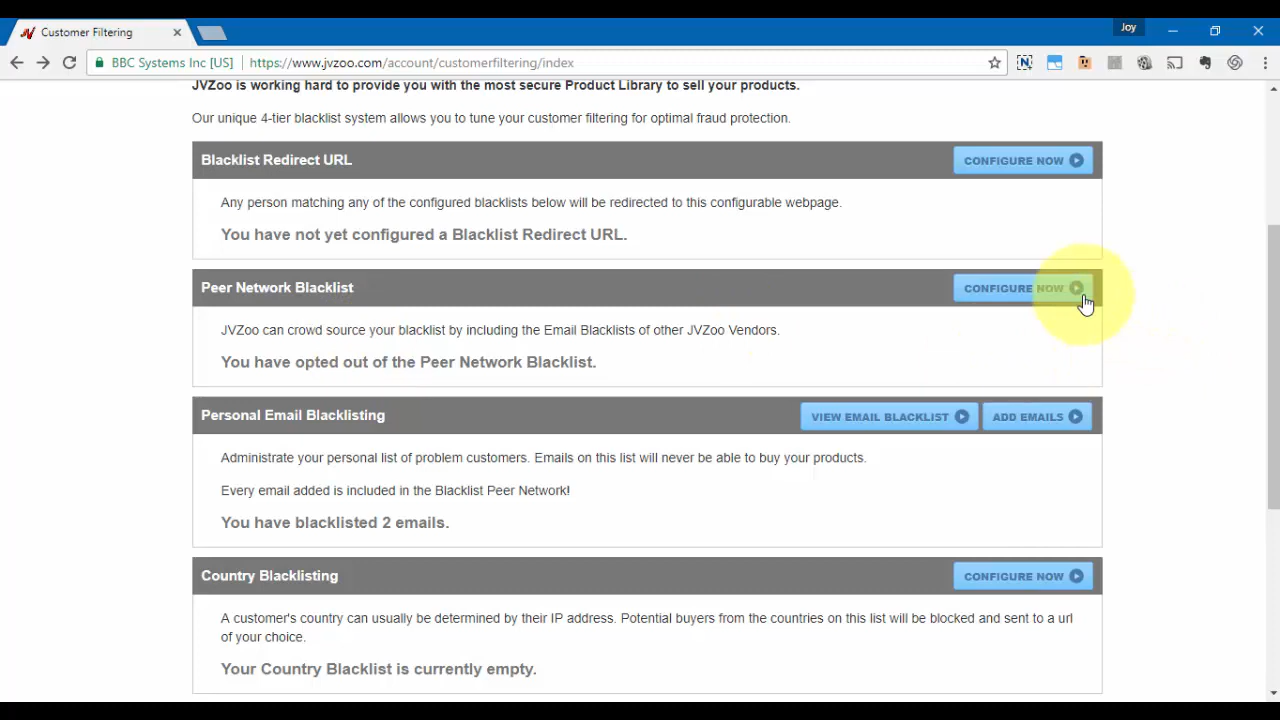 Customer Filtering
Joy
BBC Systems Inc [US]
https://www.jvzoo.com/account/customerfiltering/index
JVZoo is working hard to provide you with the most secure Product Library to sell your products.
Our unique 4-tier blacklist system allows you to tune your customer filtering for optimal fraud protection.
Blacklist Redirect URL
CONFIGURE NOW
Any person matching any of the configured blacklists below will be redirected to this configurable webpage.
You have not yet configured a Blacklist Redirect URL.
Peer Network Blacklist
CONFIGURE NOW
JVZoo can crowd source your blacklist by including the Email Blacklists of other JVZoo Vendors.
You have opted out of the Peer Network Blacklist.
Personal Email Blacklisting
VIEW EMAIL BLACKLIST
ADD EMAILS
Administrate your personal list of problem customers. Emails on this list will never be able to buy your products.
Every email added is included in the Blacklist Peer Network!
You have blacklisted 2 emails.
Country Blacklisting
CONFIGURE NOW
A customer's country can usually be determined by their IP address. Potential buyers from the countries on this list will be blocked and sent to a url
of your choice.
Your Country Blacklist is currently empty.